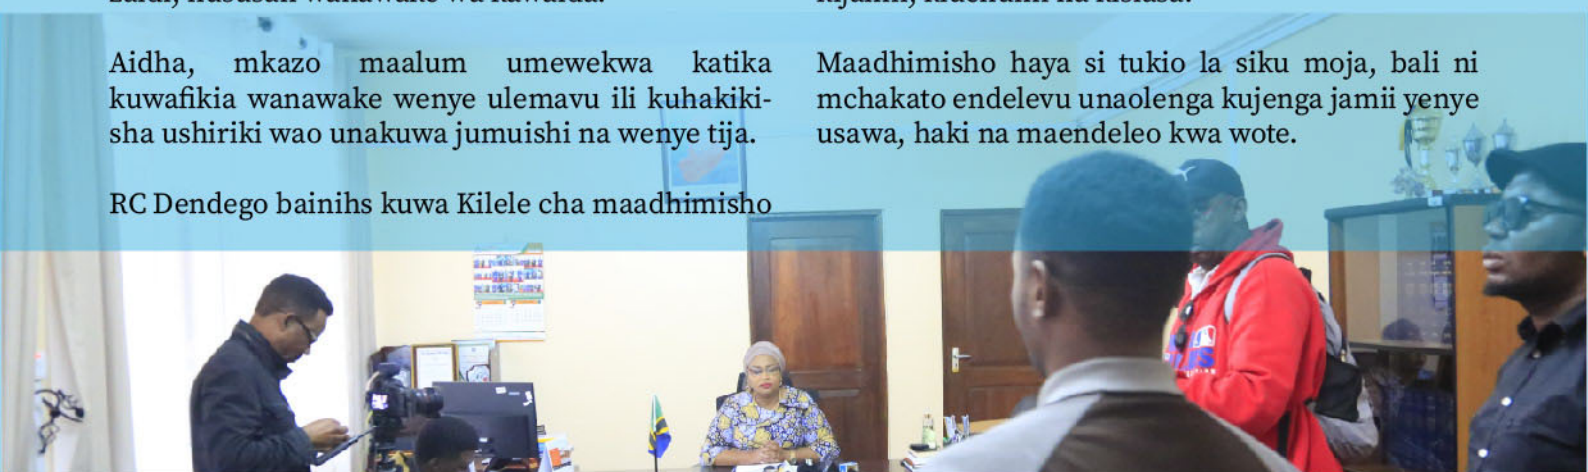 Aidha, mkazo maalum umewekwa katika
kuwafikia wanawake wenye ulemavu ili kuhakiki-
sha ushiriki wao unakuwa jumuishi na wenye tija.
RC Dendego bainihs kuwa Kilele cha maadhimisho
Maadhimisho haya si tukio la siku moja, bali ni
mchakato endelevu unaolenga kujenga jamii yenye
usawa, haki na maendeleo kwa wote.